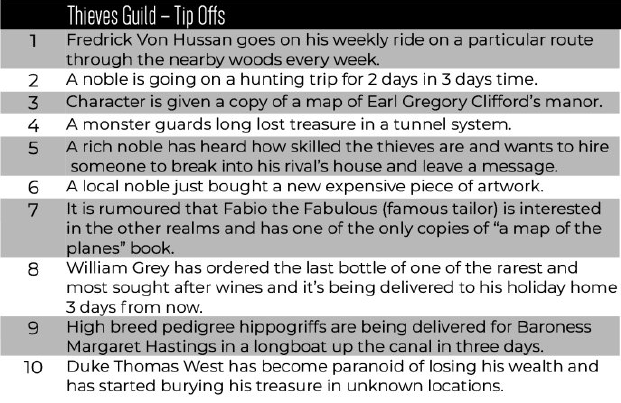 Thieves Guild – Tip Offs
1 Fredrick Von Hussan goes on his weekly ride on a particular route
through the nearby woods every week.
2 A noble is going on a hunting trip for 2 days in 3 days time.
3 Character is given a copy of a map of Earl Gregory Clifford's manor.
4 A monster guards long lost treasure in a tunnel system.
5 A rich noble has heard how skilled the thieves are and wants to hire
someone to break into his rival's house and leave a message.
6 A local noble just bought a new expensive piece of artwork.
7 It is rumoured that Fabio the Fabulous (famous tailor) is interested
in the other realms and has one of the only copies of "a map of the
planes" book.
8 William Grey has ordered the last bottle of one of the rarest and
most sought after wines and it's being delivered to his holiday home
3 days from now.
9 High breed pedigree hippogriffs are being delivered for Baroness
Margaret Hastings in a longboat up the canal in three days.
10 Duke Thomas West has become paranoid of losing his wealth and
has started burying his treasure in unknown locations.